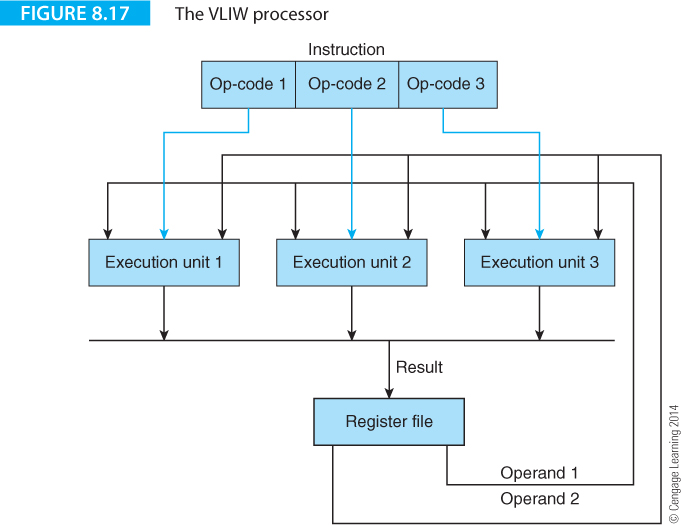 FIGURE 8.17 The VLIW processor
Instruction
Op-code 1 Op-code 2 Op-code 3
Execution unit 1 Execution unit 2 Execution unit 3
Result
Register file
Operand 1
Operand 2
© Cengage Learning 2014